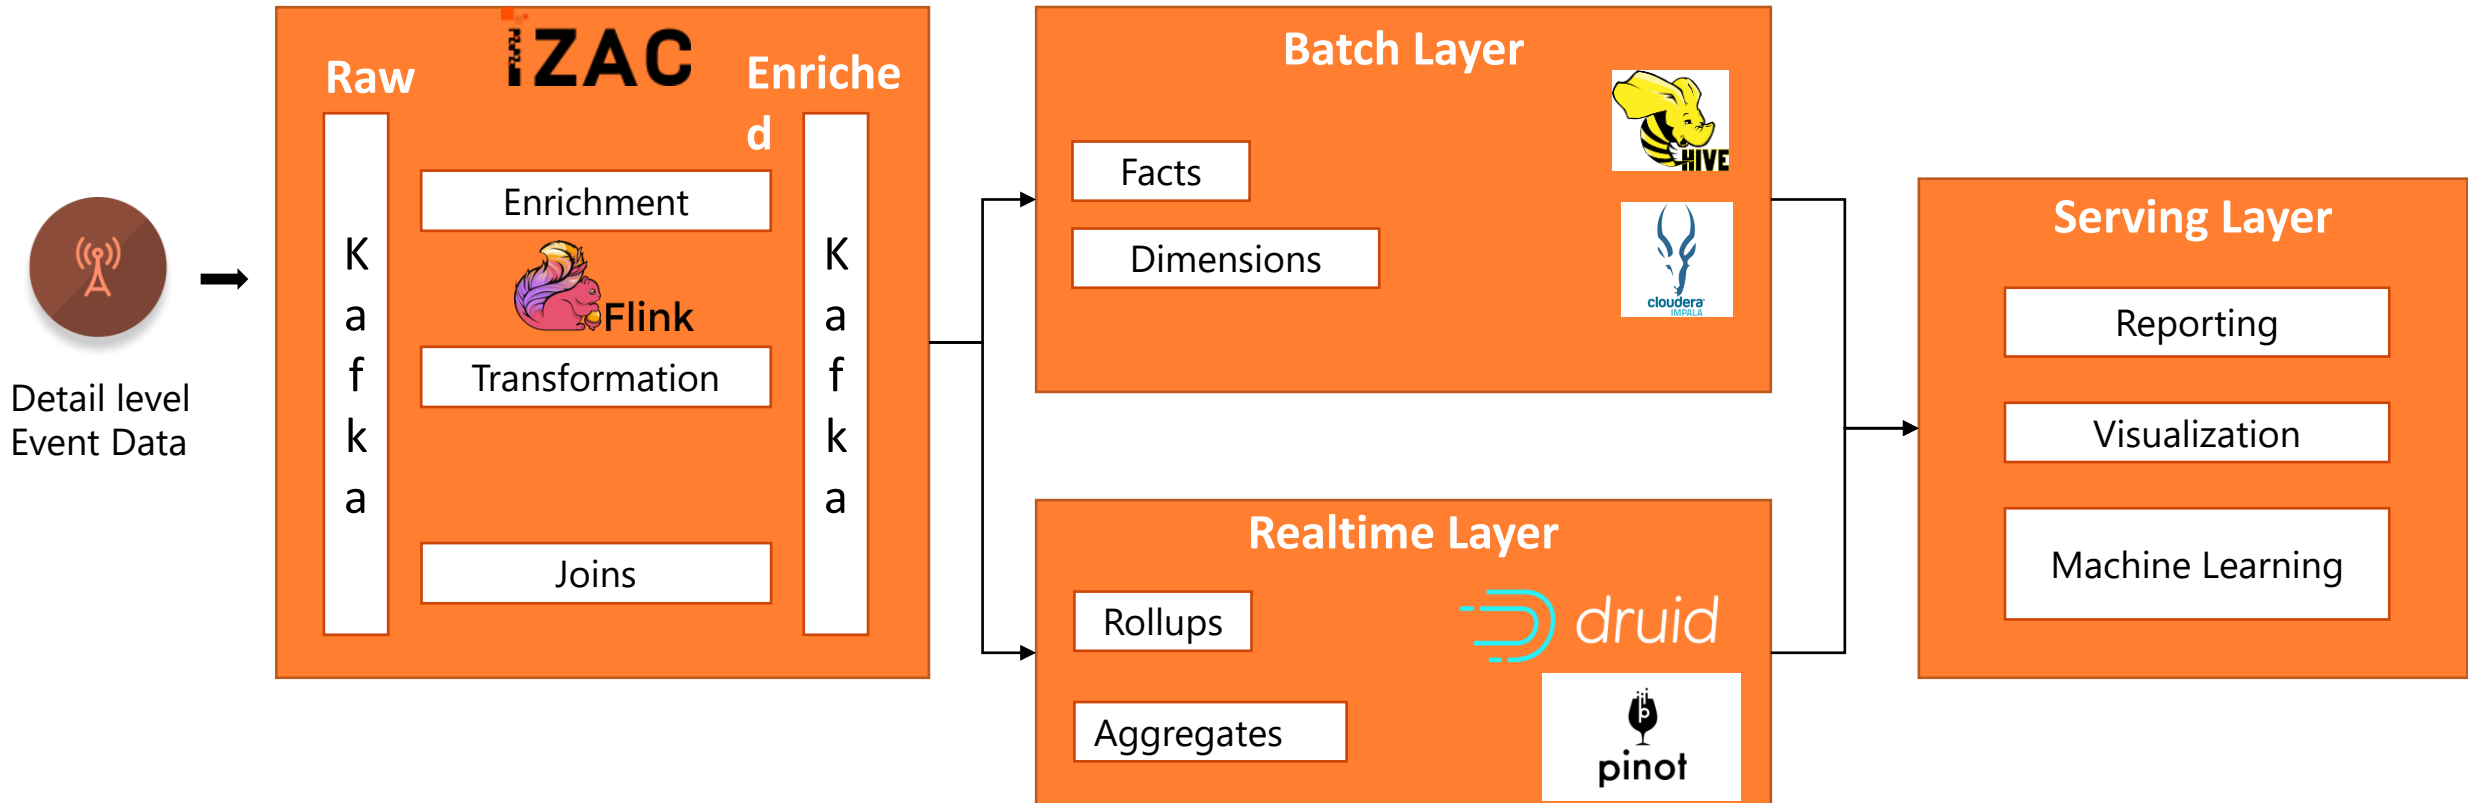 Detail level
Event Data
Raw
iZAC
Enriche
d
K
a
f
k
a
Enrichment
Flink
Transformation
Joins
K
a
f
k
a
Batch Layer
Facts
Dimensions
HIVE
cloudera
IMPALA
Realtime Layer
Rollups
Aggregates
druid
p
pinot
Serving Layer
Reporting
Visualization
Machine Learning